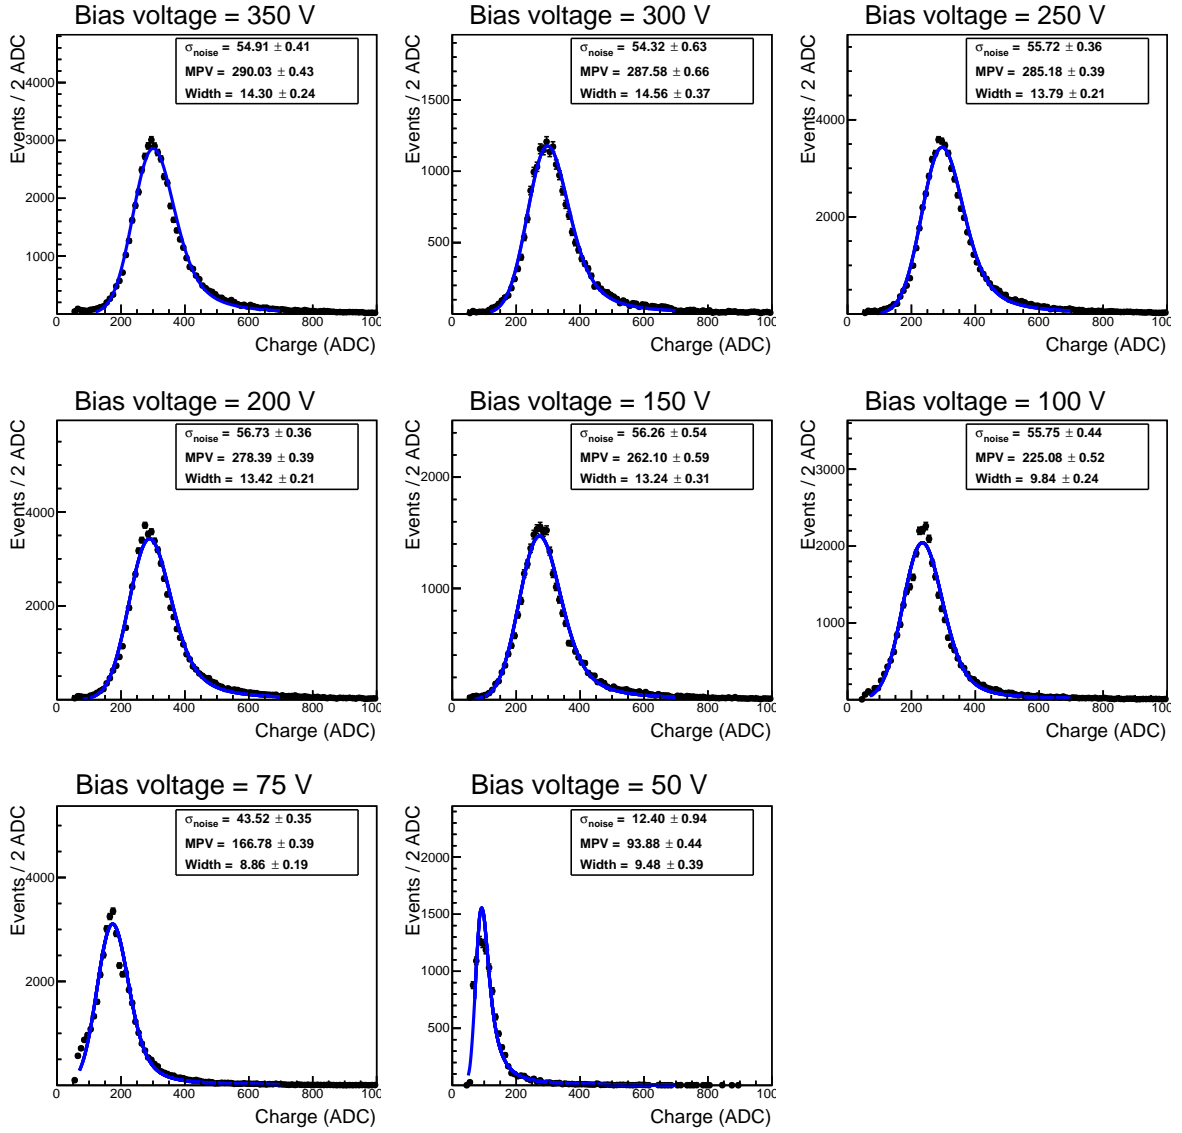 Bias voltage = 350 V
Events / 2 ADC
σnoise = 54.91 ± 0.41
MPV = 290.03 ± 0.43
Width = 14.30 ± 0.24
4000
3000
2000
1000
0 200 400 600 800 100
Charge (ADC)
Bias voltage = 300 V
Events / 2 ADC
σnoise = 54.32 ± 0.63
MPV = 287.58 ± 0.66
Width = 14.56 ± 0.37
1500
1000
500
0 200 400 600 800 100
Charge (ADC)
Bias voltage = 250 V
Events / 2 ADC
σnoise = 55.72 ± 0.36
MPV = 285.18 ± 0.39
Width = 13.79 ± 0.21
4000
2000
0 200 400 600 800 100
Charge (ADC)
Bias voltage = 200 V
Events / 2 ADC
σnoise = 56.73 ± 0.36
MPV = 278.39 ± 0.39
Width = 13.42 ± 0.21
4000
2000
0 200 400 600 800 100
Charge (ADC)
Bias voltage = 150 V
Events / 2 ADC
σnoise = 56.26 ± 0.54
MPV = 262.10 ± 0.59
Width = 13.24 ± 0.31
2000
1000
0 200 400 600 800 100
Charge (ADC)
Bias voltage = 100 V
Events / 2 ADC
σnoise = 55.75 ± 0.44
MPV = 225.08 ± 0.52
Width = 9.84 ± 0.24
3000
2000
1000
0 200 400 600 800 100
Charge (ADC)
Bias voltage = 75 V
Events / 2 ADC
σnoise = 43.52 ± 0.35
MPV = 166.78 ± 0.39
Width = 8.86 ± 0.19
4000
2000
0 200 400 600 800 100
Charge (ADC)
Bias voltage = 50 V
Events / 2 ADC
σnoise = 12.40 ± 0.94
MPV = 93.88 ± 0.44
Width = 9.48 ± 0.39
2000
1500
1000
500
0 200 400 600 800 1000
Charge (ADC)